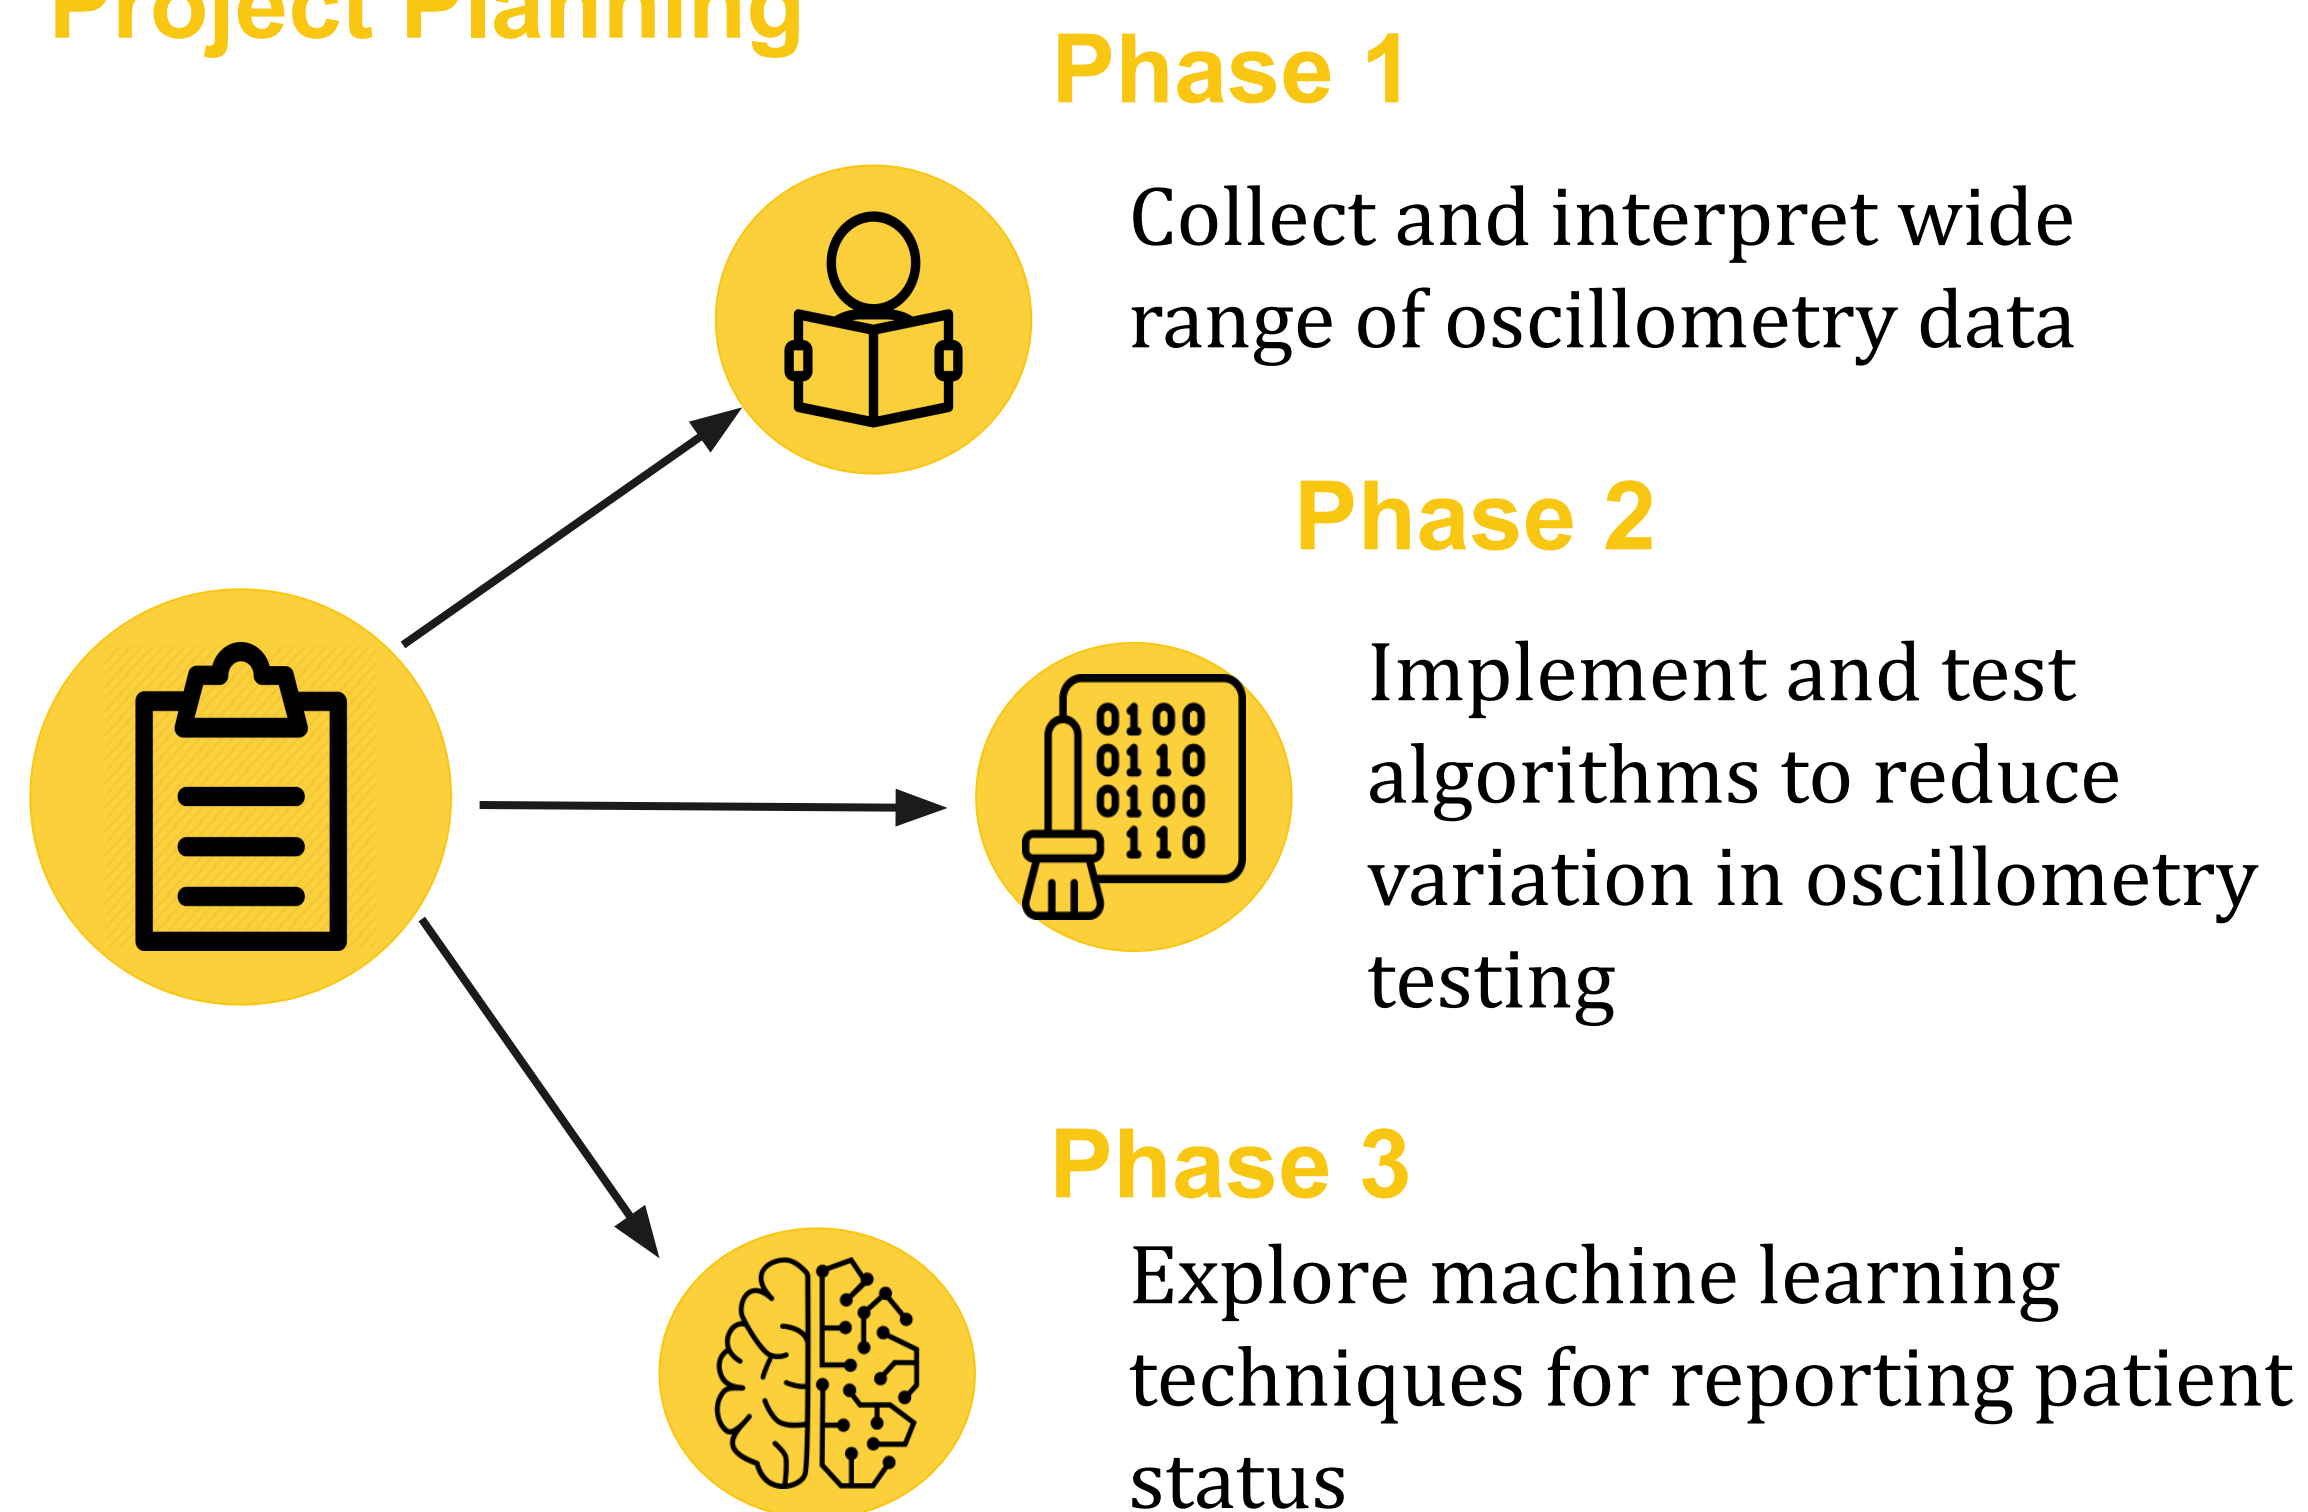 Project Planning
Phase 1
Collect and interpret wide
range of oscillometry data
Phase 2
0100
0110
0100
110
Implement and test
algorithms to reduce
variation in oscillometry
testing
Phase 3
Explore machine learning
techniques for reporting patient
status